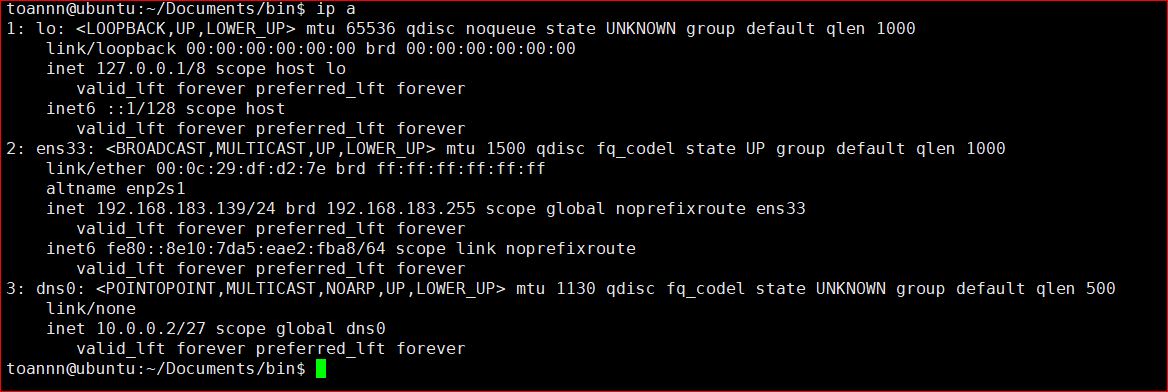 toannn@ubuntu:~/Documents/bin$ ip a
1: lo: <LOOPBACK,UP,LOWER_UP> mtu 65536 qdisc noqueue state UNKNOWN group default qlen 1000
    link/loopback 00:00:00:00:00:00 brd 00:00:00:00:00:00
    inet 127.0.0.1/8 scope host lo
       valid_lft forever preferred_lft forever
    inet6 ::1/128 scope host
       valid_lft forever preferred_lft forever
2: ens33: <BROADCAST,MULTICAST,UP,LOWER_UP> mtu 1500 qdisc fq_codel state UP group default qlen 1000
    link/ether 00:0c:29:df:d2:7e brd ff:ff:ff:ff:ff:ff
    altname enp2s1
    inet 192.168.183.139/24 brd 192.168.183.255 scope global noprefixroute ens33
       valid_lft forever preferred_lft forever
    inet6 fe80::8e10:7da5:eae2:fba8/64 scope link noprefixroute
       valid_lft forever preferred_lft forever
3: dns0: <POINTOPOINT,MULTICAST,NOARP,UP,LOWER_UP> mtu 1130 qdisc fq_codel state UNKNOWN group default qlen 500
    link/none
    inet 10.0.0.2/27 scope global dns0
       valid_lft forever preferred_lft forever
toannn@ubuntu:~/Documents/bin$